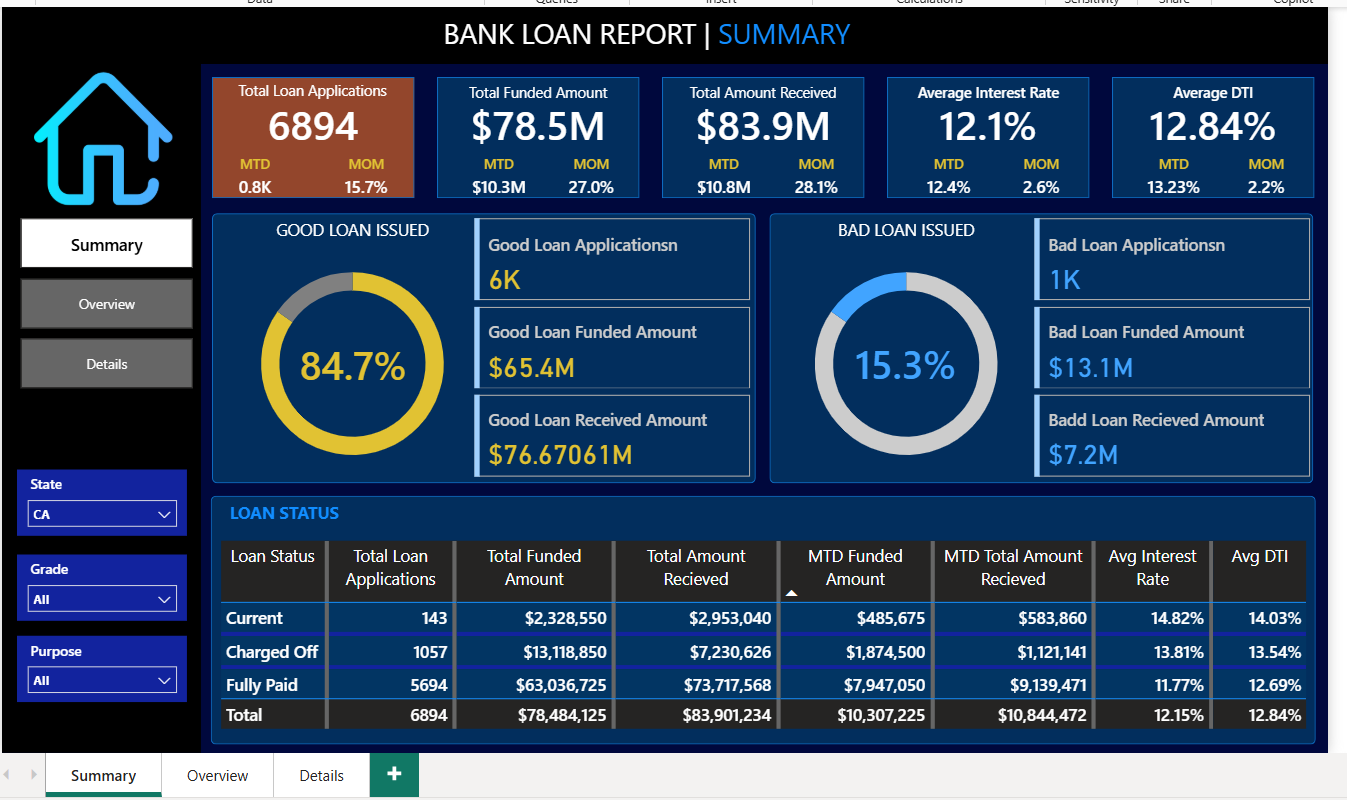 Data Queries Insert Calculations Sensitivity Share Copilot
BANK LOAN REPORT | SUMMARY
Total Loan Applications
6894
MTD MOM
0.8K 15.7%
Total Funded Amount
$78.5M
MTD MOM
$10.3M 27.0%
Total Amount Received
$83.9M
MTD MOM
$10.8M 28.1%
Average Interest Rate
12.1%
MTD MOM
12.4% 2.6%
Average DTI
12.84%
MTD MOM
13.23% 2.2%
Summary
Overview
Details
State
CA
Grade
All
Purpose
All
GOOD LOAN ISSUED
84.7%
Good Loan Applicationsn
6K
Good Loan Funded Amount
$65.4M
Good Loan Received Amount
$76.67061M
BAD LOAN ISSUED
15.3%
Bad Loan Applicationsn
1K
Bad Loan Funded Amount
$13.1M
Badd Loan Recieved Amount
$7.2M
LOAN STATUS
Loan Status Total Loan Total Funded Total Amount MTD Funded MTD Total Amount Avg Interest Avg DTI
Applications Amount Recieved Amount Recieved Rate
Current 143 $2,328,550 $2,953,040 $485,675 $583,860 14.82% 14.03%
Charged Off 1057 $13,118,850 $7,230,626 $1,874,500 $1,121,141 13.81% 13.54%
Fully Paid 5694 $63,036,725 $73,717,568 $7,947,050 $9,139,471 11.77% 12.69%
Total 6894 $78,484,125 $83,901,234 $10,307,225 $10,844,472 12.15% 12.84%
Summary Overview Details +